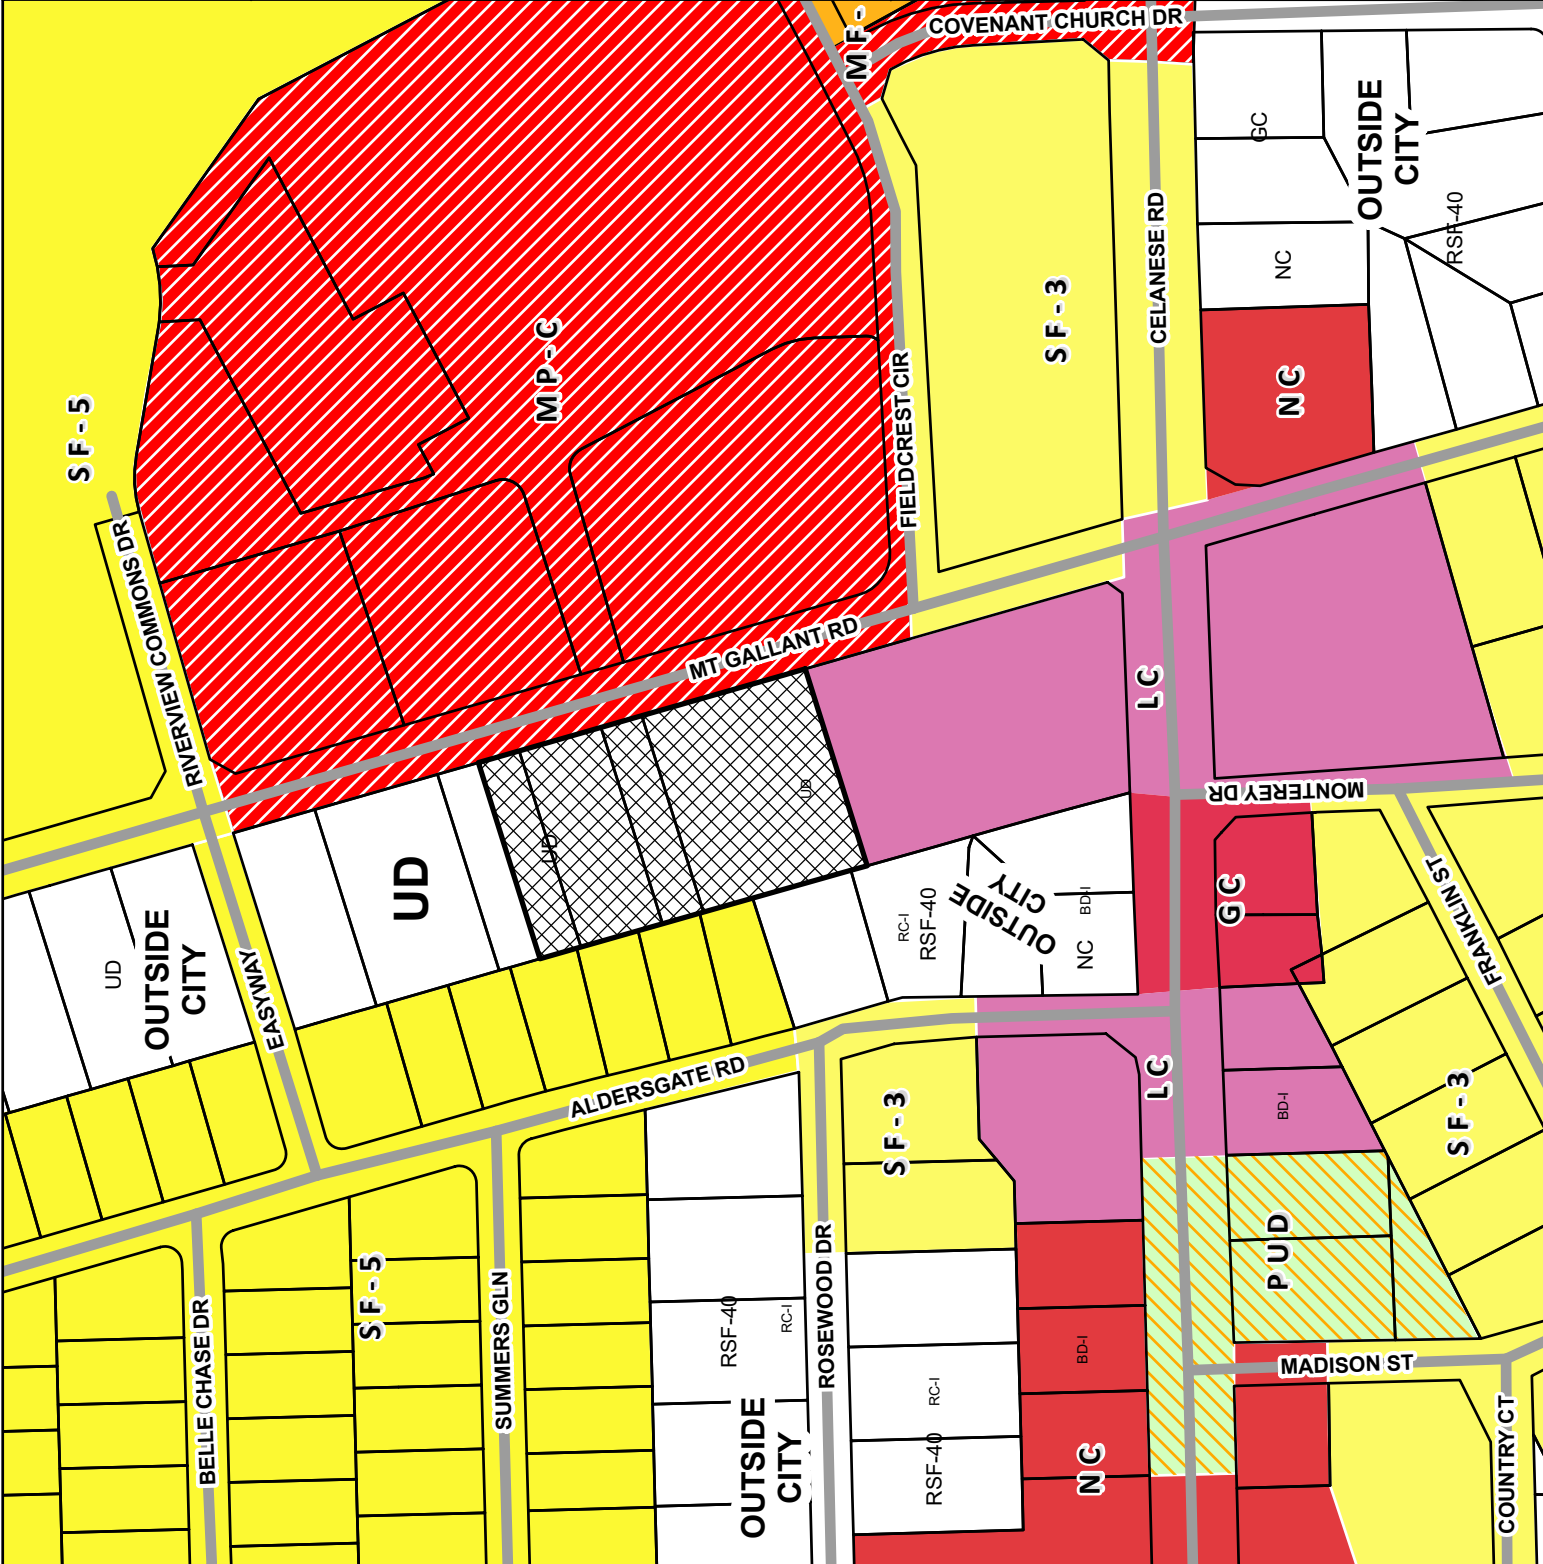 COVENANT CHURCH DR
MF-
GC
OUTSIDE
CITY
RSF-40
NC
CELANESE RD
SF-3
MP-C
SF-5
FIELDCREST CIR
NC
RIVERVIEW COMMONS DR
MT GALLANT RD
LC
UD
UD
UD
MONTEREY DR
UD
OUTSIDE
CITY
EASYWAY
RC-I
RSF-40
OUTSIDE
CITY
BD-I
NC
GC
FRANKLIN ST
ALDERSGATE RD
SF-3
LC
BD-I
SF-3
PUD
SF-5
BELLE CHASE DR
SUMMERS GLN
RSF-40
RC-I
ROSEWOOD DR
OUTSIDE
CITY
RC-I
RSF-40
BD-I
NC
MADISON ST
COUNTRY CT